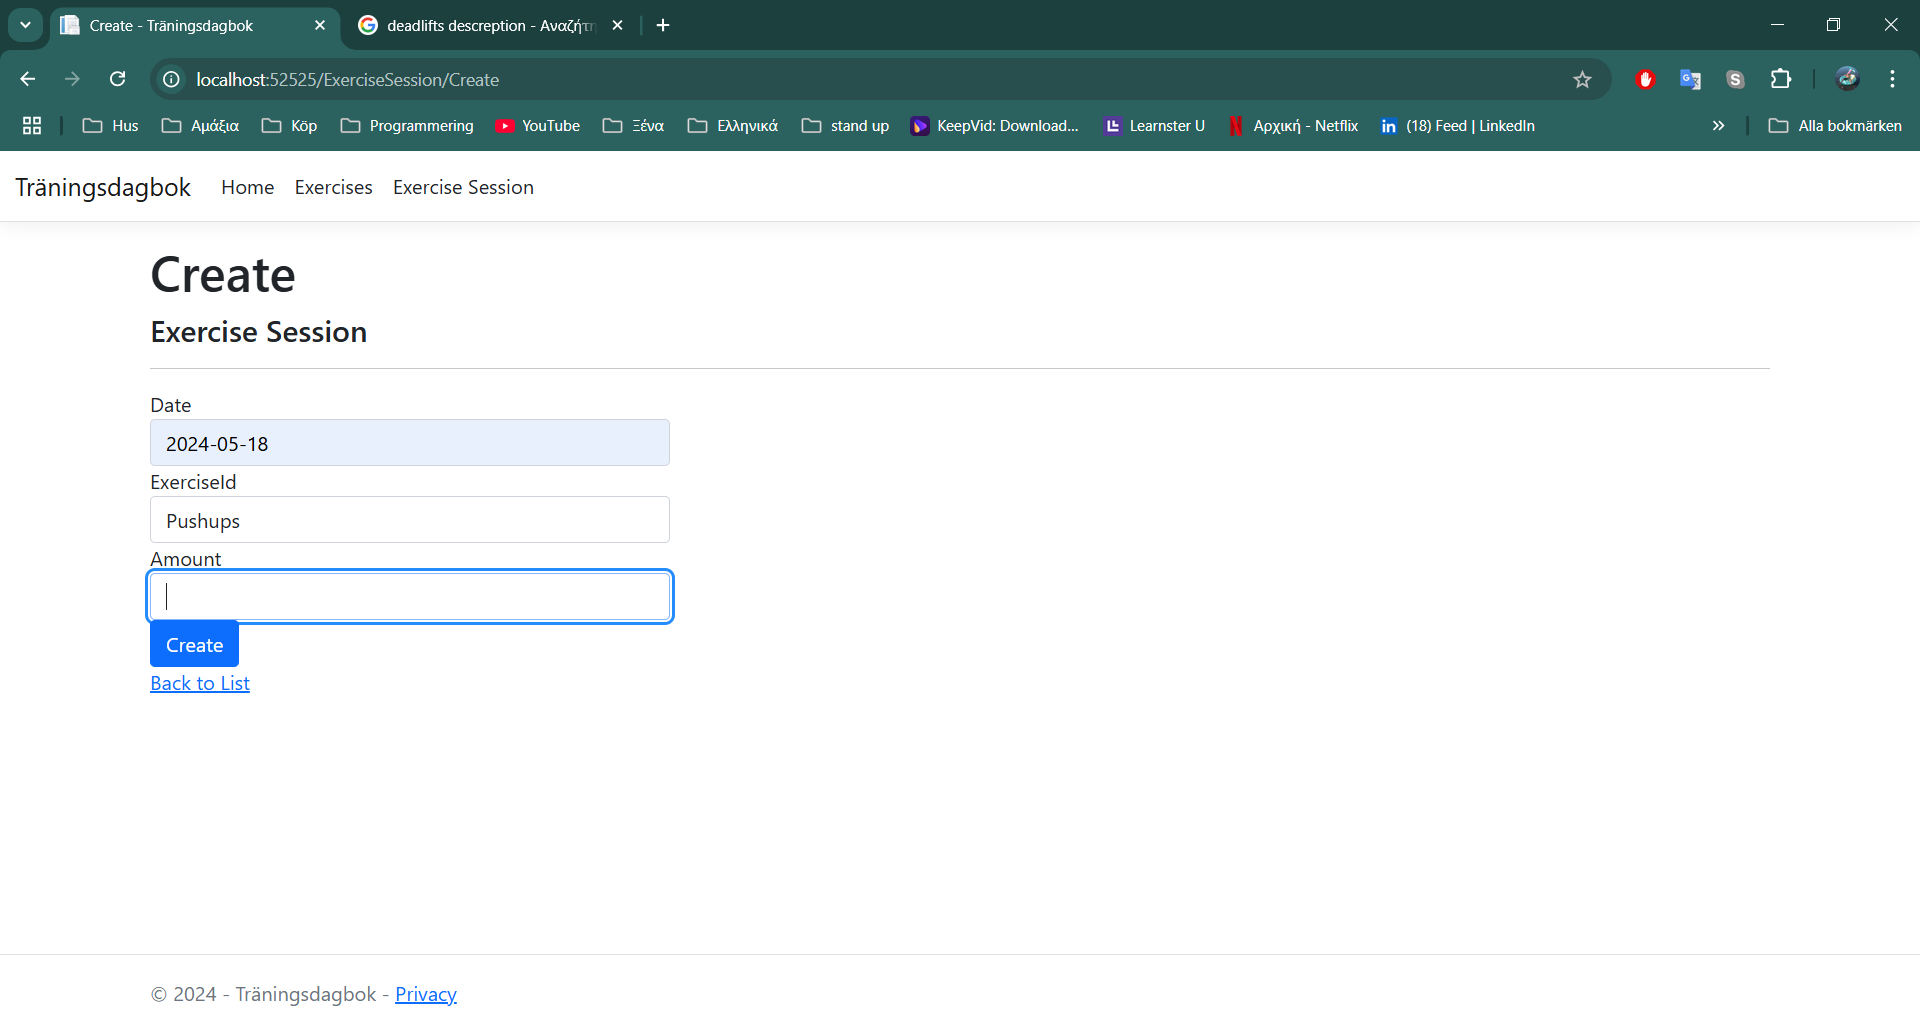 Create - Träningsdagbok
deadlifts descreption - Αναζήτη
localhost:52525/ExerciseSession/Create
Hus Αμάξια Köp Programmering YouTube Ξένα Ελληνικά stand up KeepVid: Download... Learnster U Αρχική - Netflix (18) Feed | LinkedIn » Alla bokmärken
Träningsdagbok Home Exercises Exercise Session
Create
Exercise Session
Date
2024-05-18
ExerciseId
Pushups
Amount
Create
Back to List
© 2024 - Träningsdagbok - Privacy